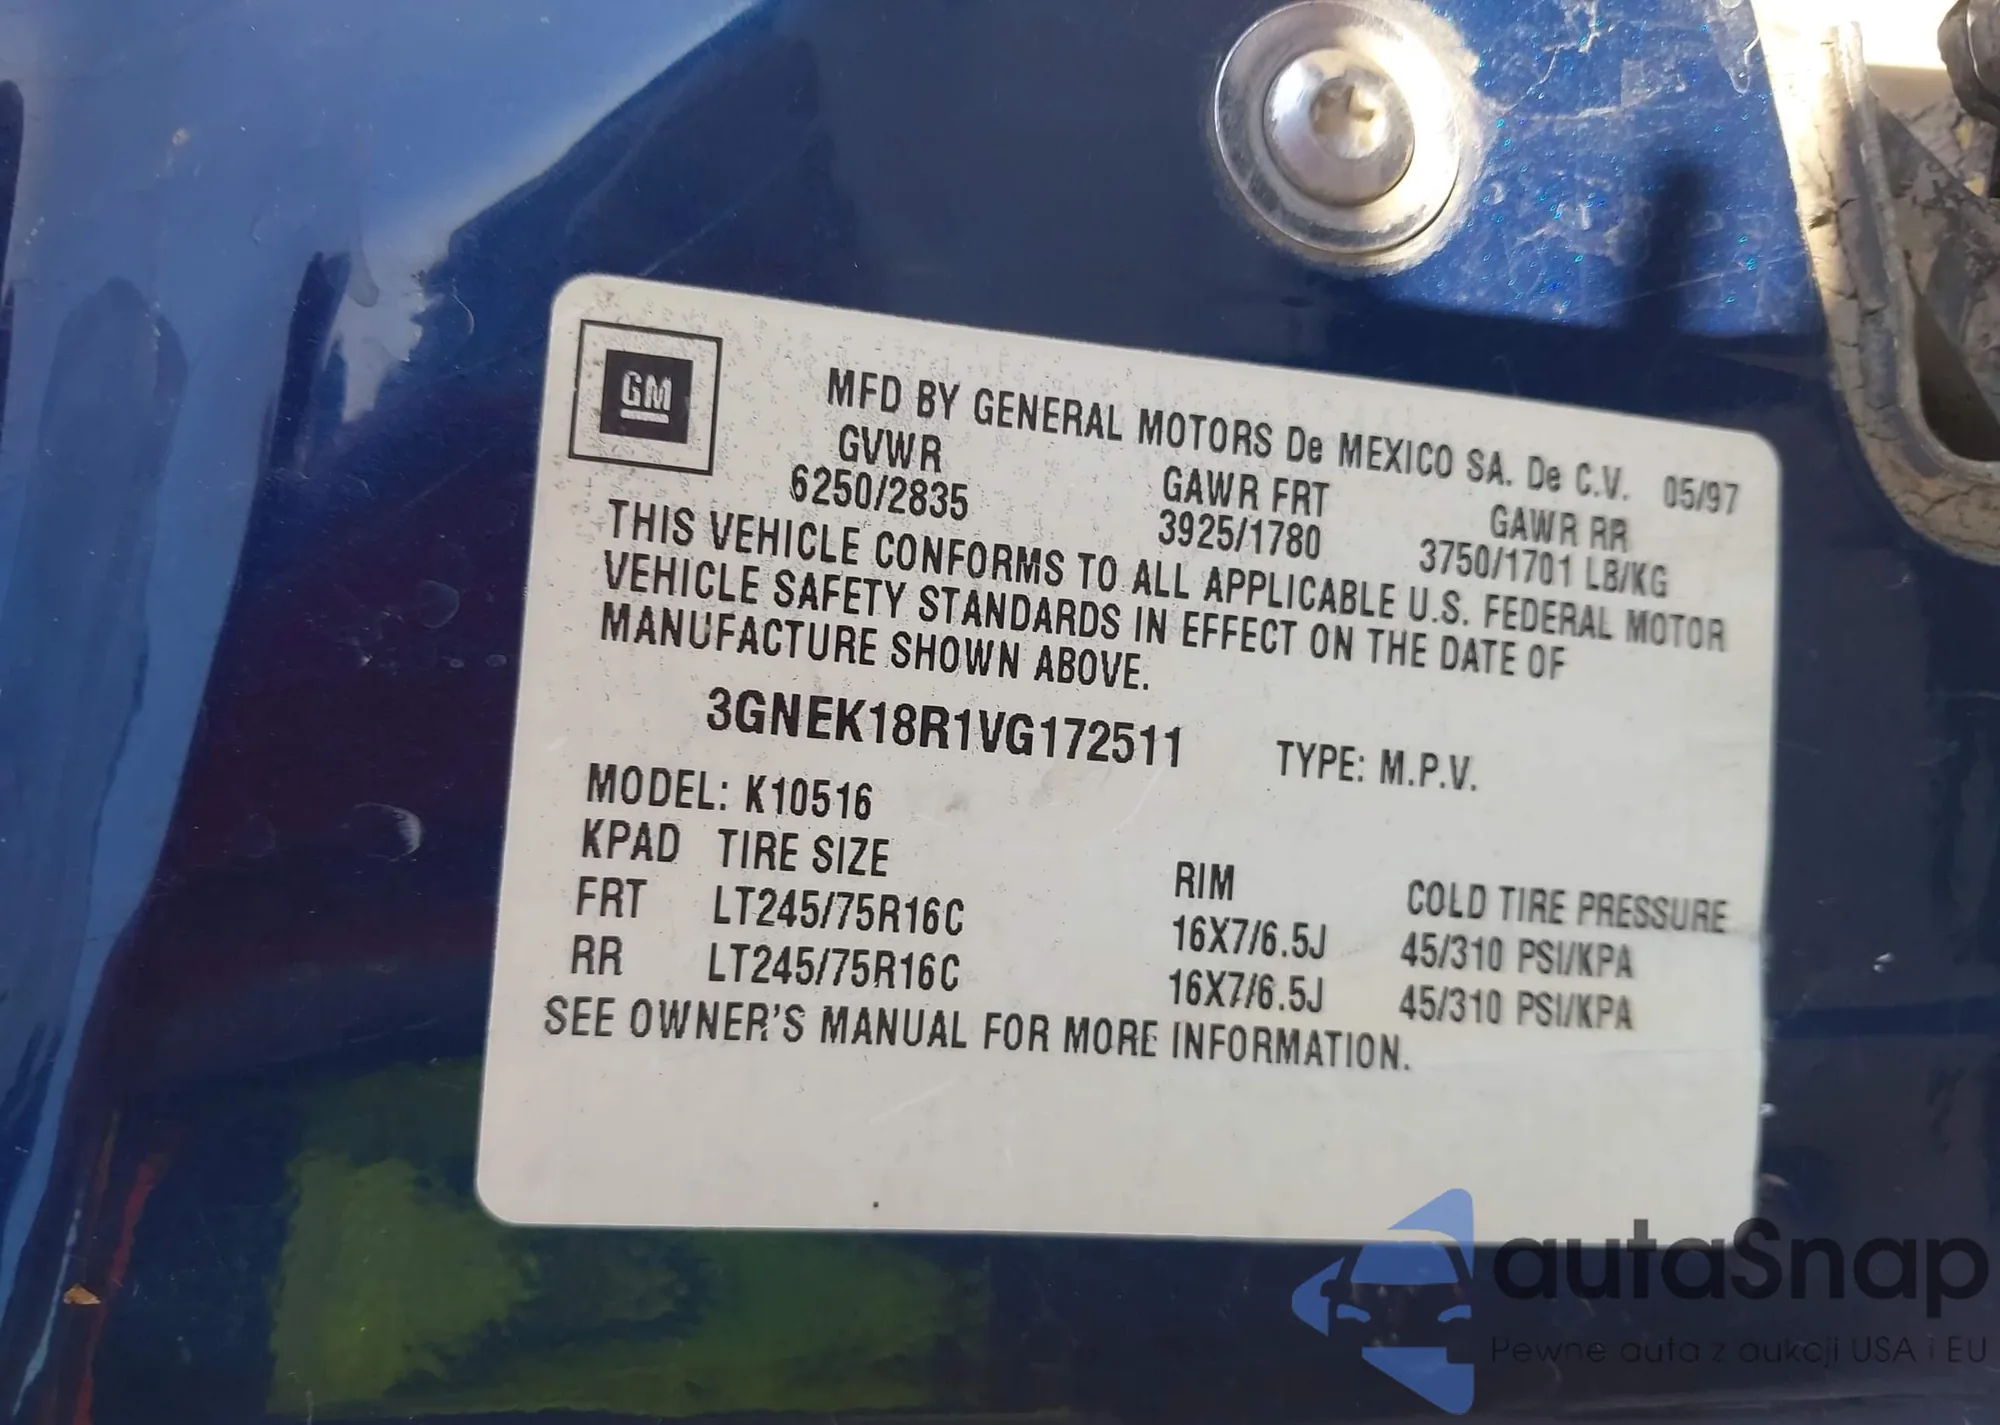 GM
MFD BY GENERAL MOTORS De MEXICO SA. De C.V. 05/97
GVWR GAWR FRT GAWR RR
6250/2835 3925/1780 3750/1701 LB/KG
THIS VEHICLE CONFORMS TO ALL APPLICABLE U.S. FEDERAL MOTOR
VEHICLE SAFETY STANDARDS IN EFFECT ON THE DATE OF
MANUFACTURE SHOWN ABOVE.
3GNEK18R1VG172511 TYPE: M.P.V.
MODEL: K10516
KPAD TIRE SIZE RIM COLD TIRE PRESSURE
FRT LT245/75R16C 16X7/6.5J 45/310 PSI/KPA
RR LT245/75R16C 16X7/6.5J 45/310 PSI/KPA
SEE OWNER'S MANUAL FOR MORE INFORMATION.
autaSnap
Pewne auta z aukcji USA i EU